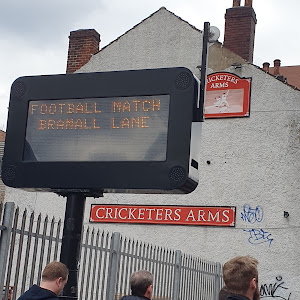 FOOTBALL MATCH
BRAMALL LANE
CRICKETERS
ARMS
CRICKETERS ARMS